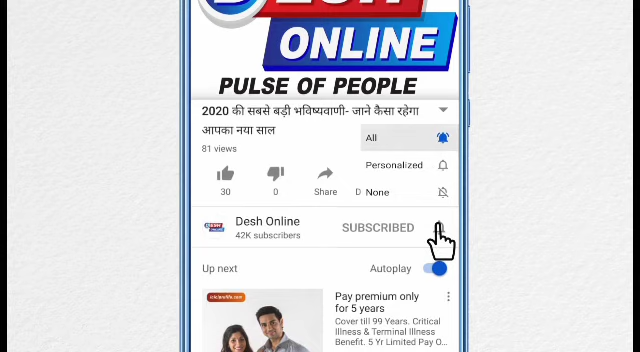 DESH
ONLINE
PULSE OF PEOPLE
2020 की सबसे बड़ी भविष्यवाणी- जाने कैसा रहेगा
आपका नया साल
81 views
All
Personalized
None
30
0
Share
D
Desh Online
42K subscribers
SUBSCRIBED
Up next
Autoplay
Pay premium only
for 5 years
Cover till 99 Years. Critical
Illness & Terminal Illness
Benefit. 5 Yr Limited Pay O...